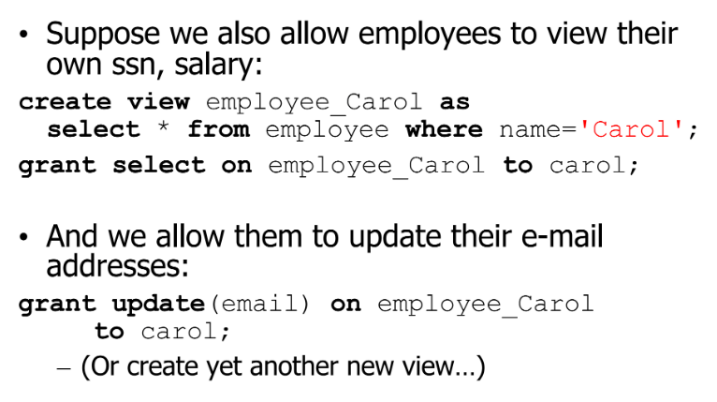 • Suppose we also allow employees to view their
own ssn, salary:
create view employee_Carol as
select * from employee where name='Carol';
grant select on employee_Carol to carol;
• And we allow them to update their e-mail
addresses:
grant update(email) on employee_Carol
to carol;
– (Or create yet another new view…)